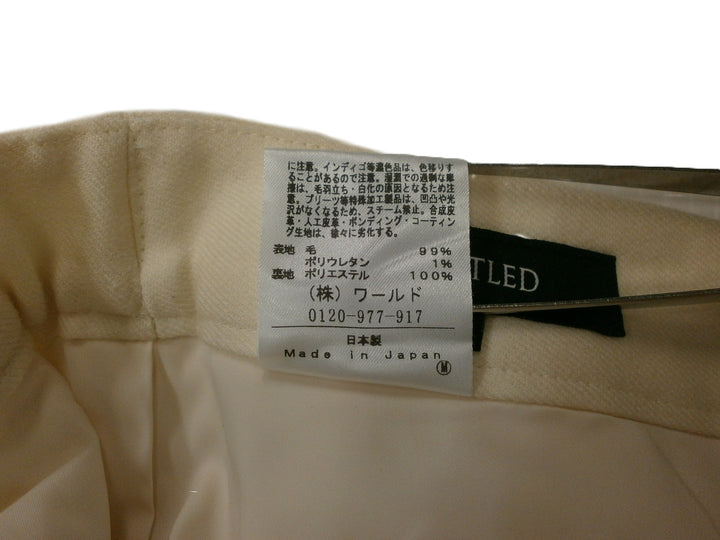 に注意。インディゴ等濃色品は、色移りす
ることがあるので注意。湿潤での過剰な摩
擦は、毛羽立ち・白化の原因となるため注
意。プリーツ等特殊加工製品は、凹凸や光
沢がなくなるため、スチーム禁止。合成皮
革・人工皮革・ボンディング・コーティン
グ生地は、徐々に劣化する。
表地 毛 99%
ポリウレタン 1%
裏地 ポリエステル 100%
(株) ワールド
0120-977-917
日本製
Made in Japan
M
TLED